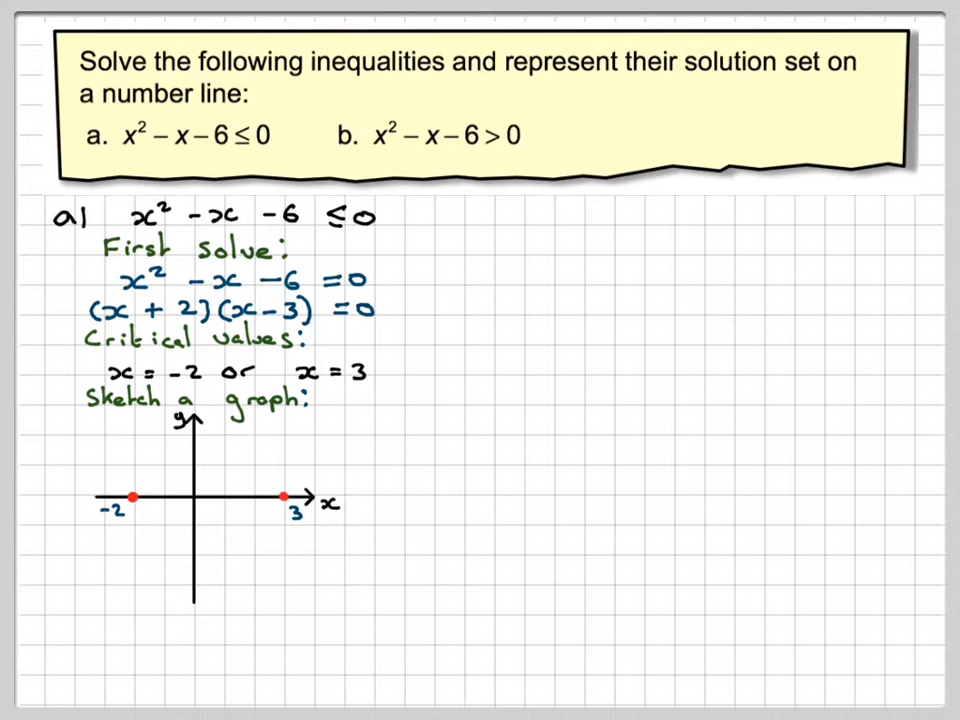 Solve the following inequalities and represent their solution set on
a number line:
a. x² – x – 6 ≤ 0 b. x² – x – 6 > 0
a) x² - x - 6 ≤ 0
First solve:
x² - x - 6 = 0
(x + 2)(x - 3) = 0
Critical values:
x = -2 or x = 3
Sketch a graph:
y
-2 3 x